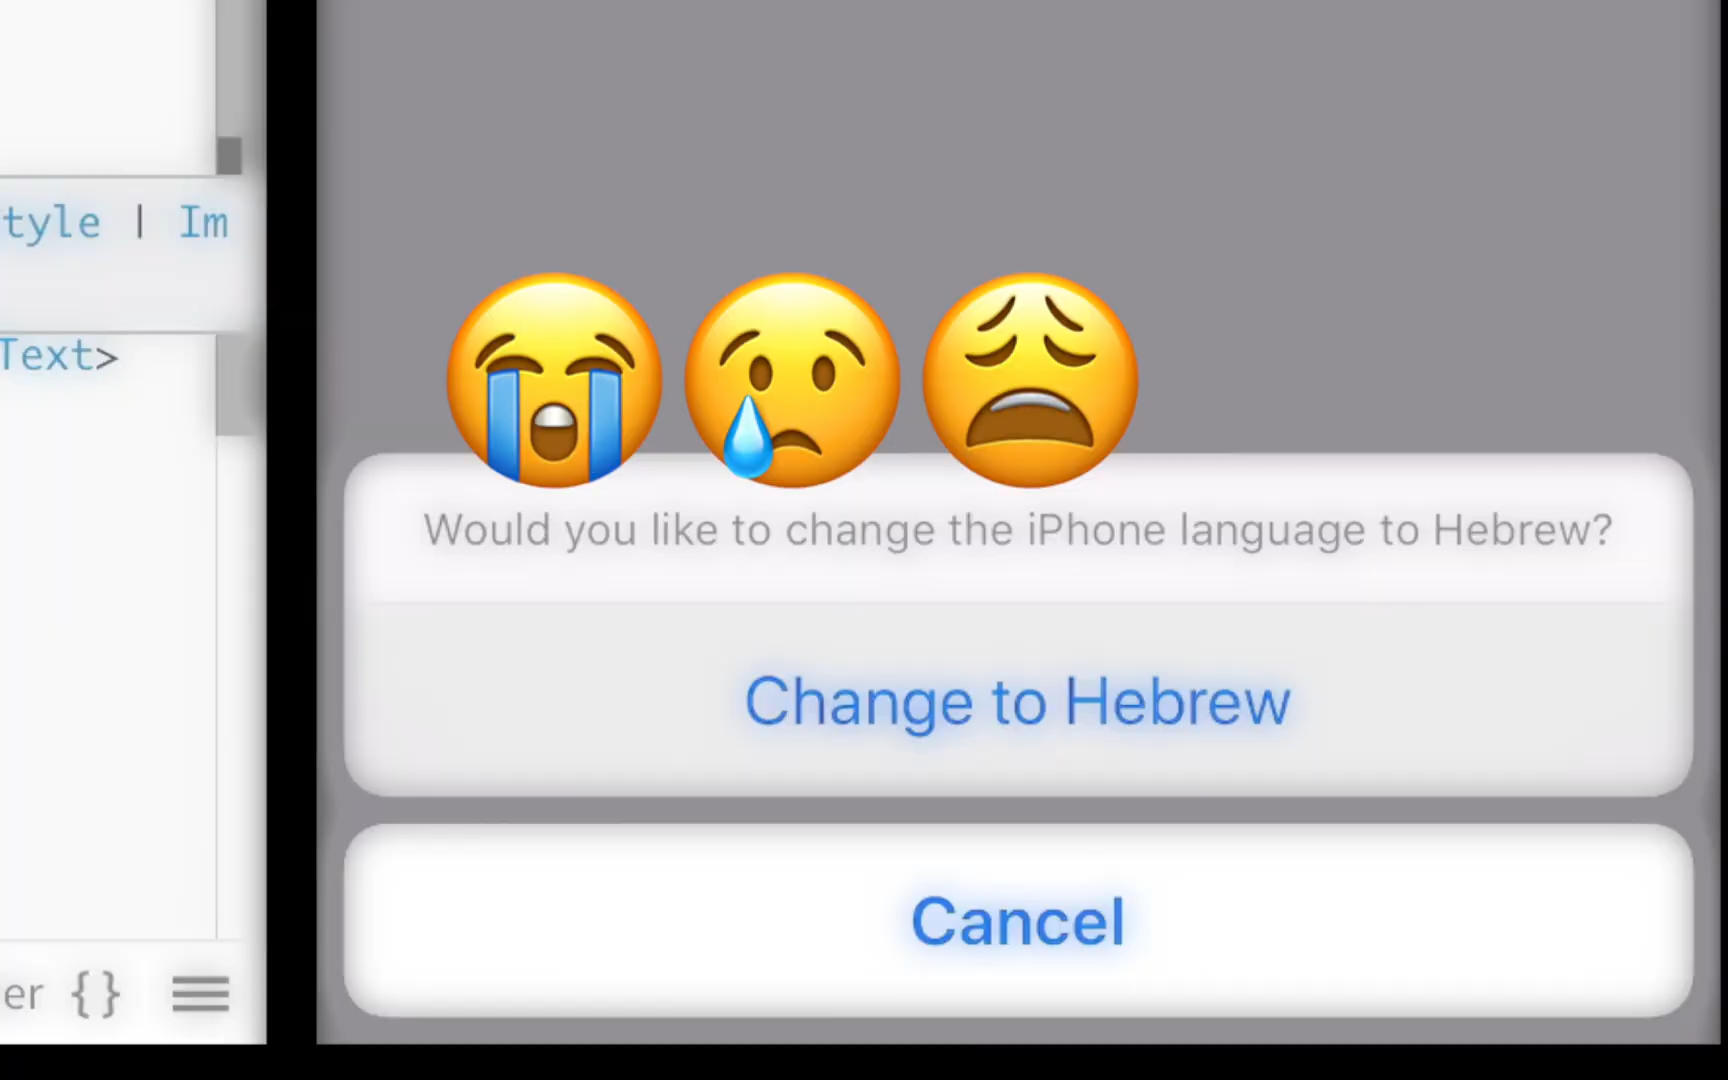 tyle | Im
Text>
er {}
Would you like to change the iPhone language to Hebrew?
Change to Hebrew
Cancel